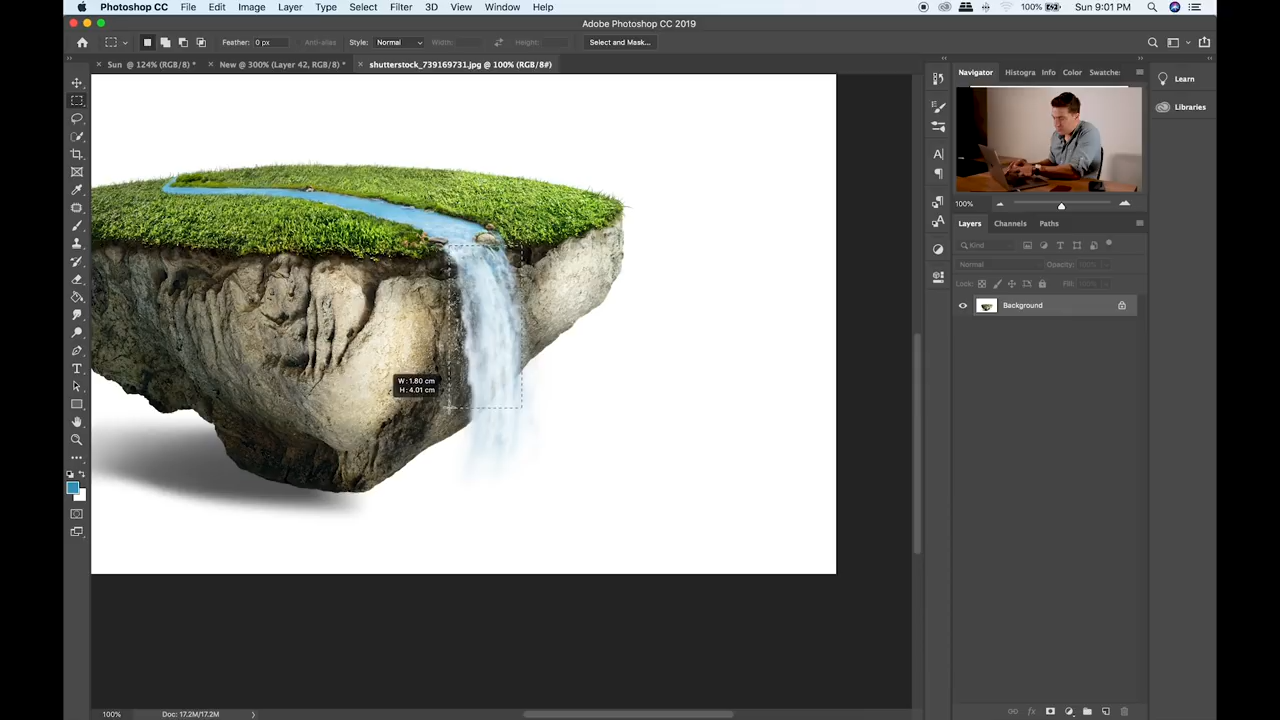 Photoshop CC File Edit Image Layer Type Select Filter 3D View Window Help 100% Sun 9:01 PM
Adobe Photoshop CC 2019
Feather: 0 px Anti-alias Style: Normal Width: Height: Select and Mask...
Sun @ 124% (RGB/8) * New @ 300% (Layer 42, RGB/8) * shutterstock_739169731.jpg @ 100% (RGB/8#)
Navigator Histogra Info Color Swatche
Learn
Libraries
W: 1.80 cm
H: 4.01 cm
100%
Layers Channels Paths
Kind
Normal Opacity: 100%
Lock: Fill: 100%
Background
100% Doc: 17.2M/17.2M